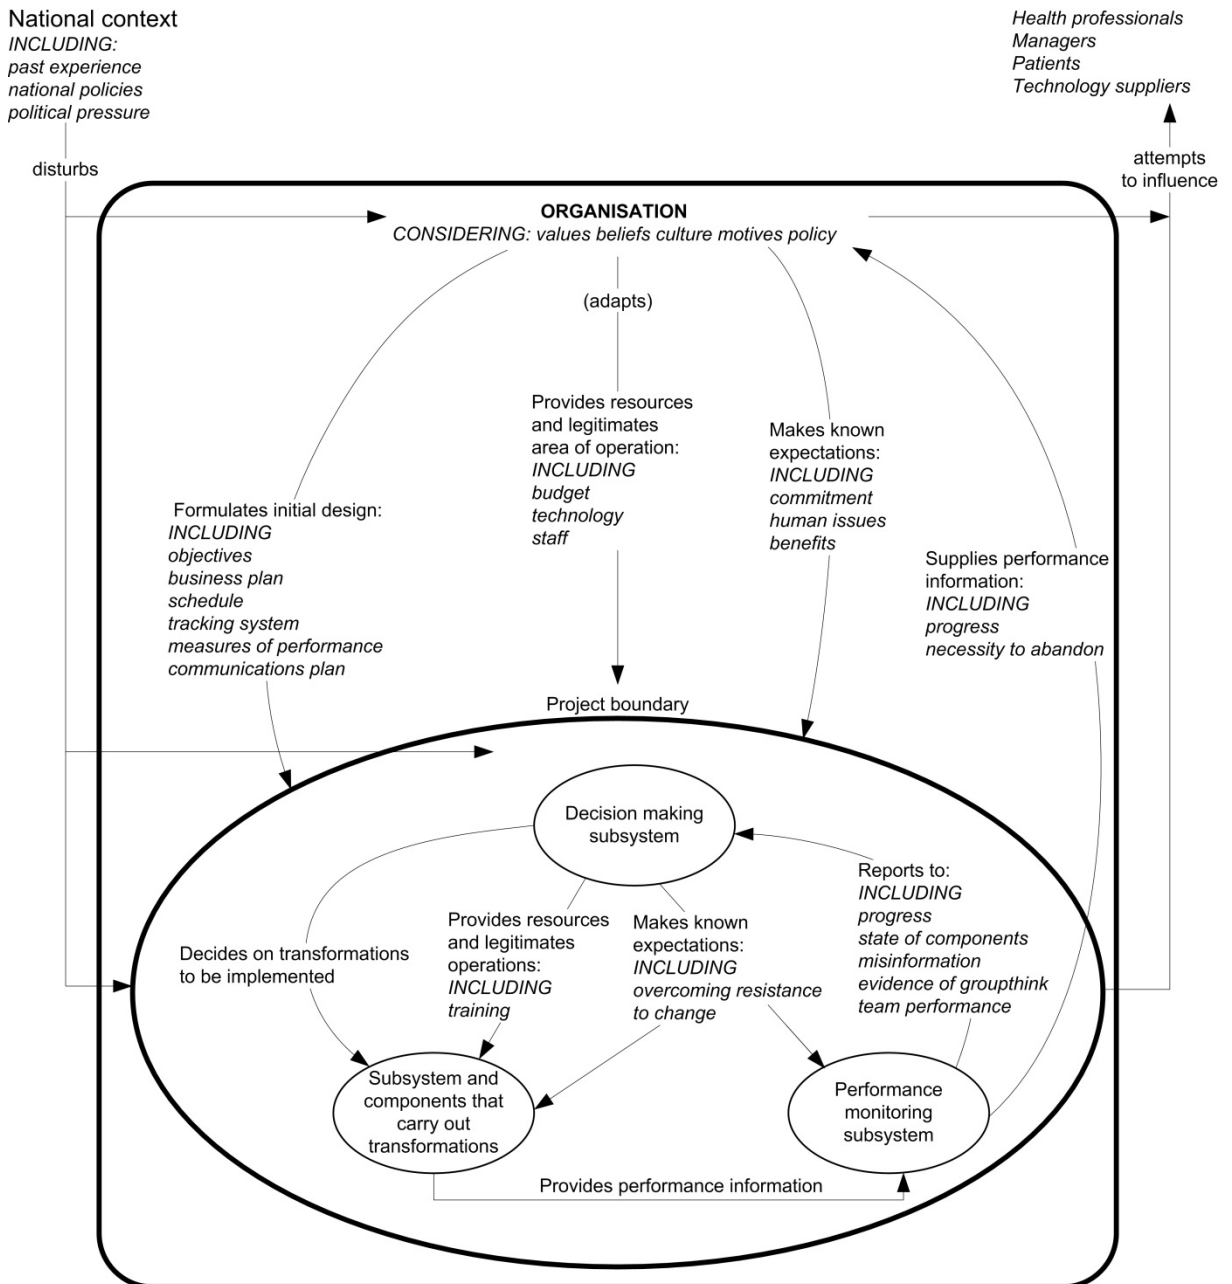 National context
INCLUDING:
past experience
national policies
political pressure
Health professionals
Managers
Patients
Technology suppliers
disturbs
attempts
to influence
ORGANISATION
CONSIDERING: values beliefs culture motives policy
(adapts)
Formulates initial design:
INCLUDING
objectives
business plan
schedule
tracking system
measures of performance
communications plan
Provides resources
and legitimates
area of operation:
INCLUDING
budget
technology
staff
Makes known
expectations:
INCLUDING
commitment
human issues
benefits
Supplies performance
information:
INCLUDING
progress
necessity to abandon
Project boundary
Decision making
subsystem
Decides on transformations
to be implemented
Provides resources
and legitimates
operations:
INCLUDING
training
Makes known
expectations:
INCLUDING
overcoming resistance
to change
Reports to:
INCLUDING
progress
state of components
misinformation
evidence of groupthink
team performance
Subsystem and
components that
carry out
transformations
Performance
monitoring
subsystem
Provides performance information